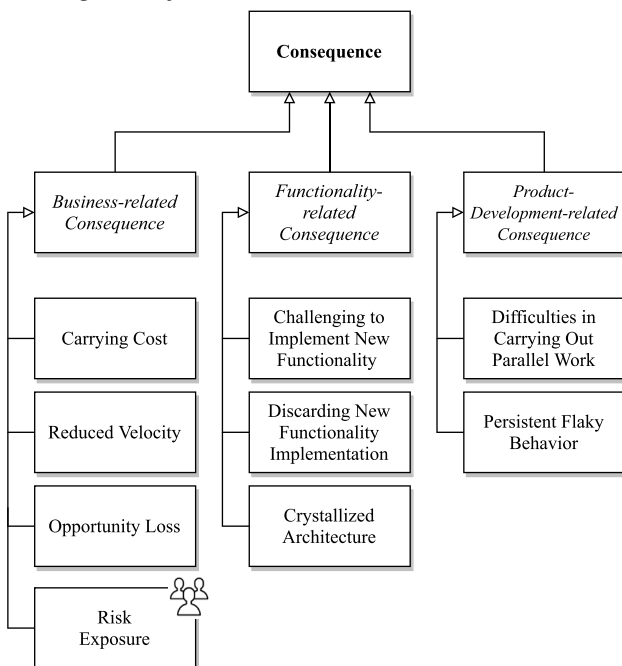 Consequence
Business-related
Consequence
Functionality-
related
Consequence
Product-
Development-related
Consequence
Carrying Cost
Challenging to
Implement New
Functionality
Difficulties in
Carrying Out
Parallel Work
Reduced Velocity
Discarding New
Functionality
Implementation
Persistent Flaky
Behavior
Opportunity Loss
Crystallized
Architecture
Risk
Exposure